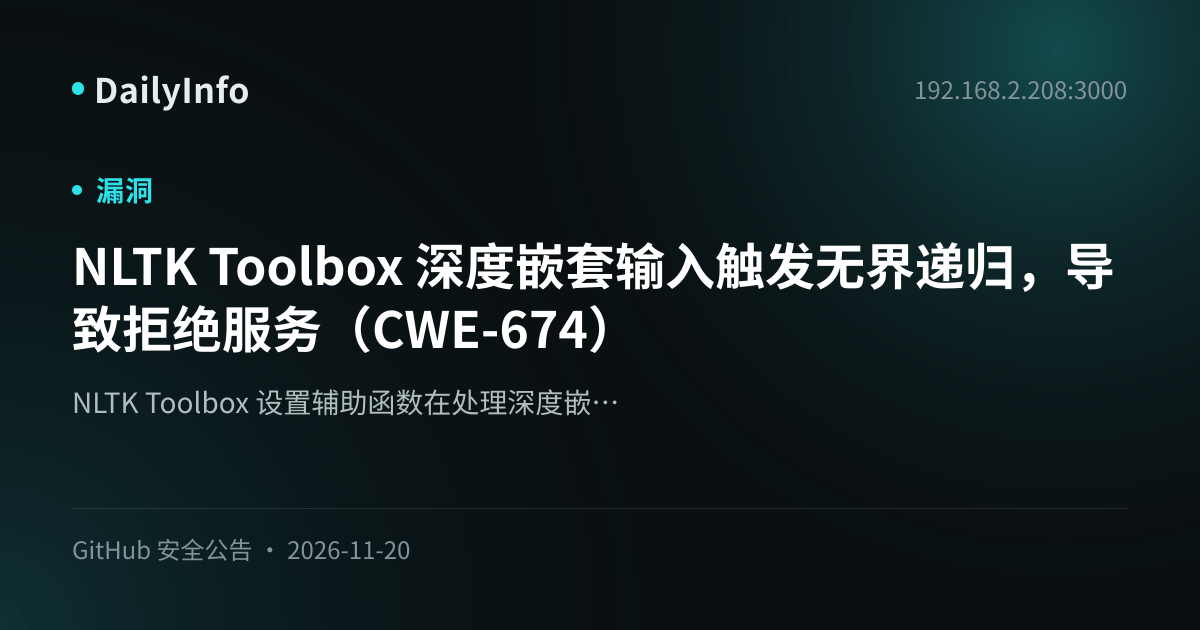 DailyInfo
192.168.2.208:3000
漏洞
NLTK Toolbox 深度嵌套输入触发无界递归，导
致拒绝服务（CWE-674）
NLTK Toolbox 设置辅助函数在处理深度嵌…
GitHub 安全公告 · 2026-11-20